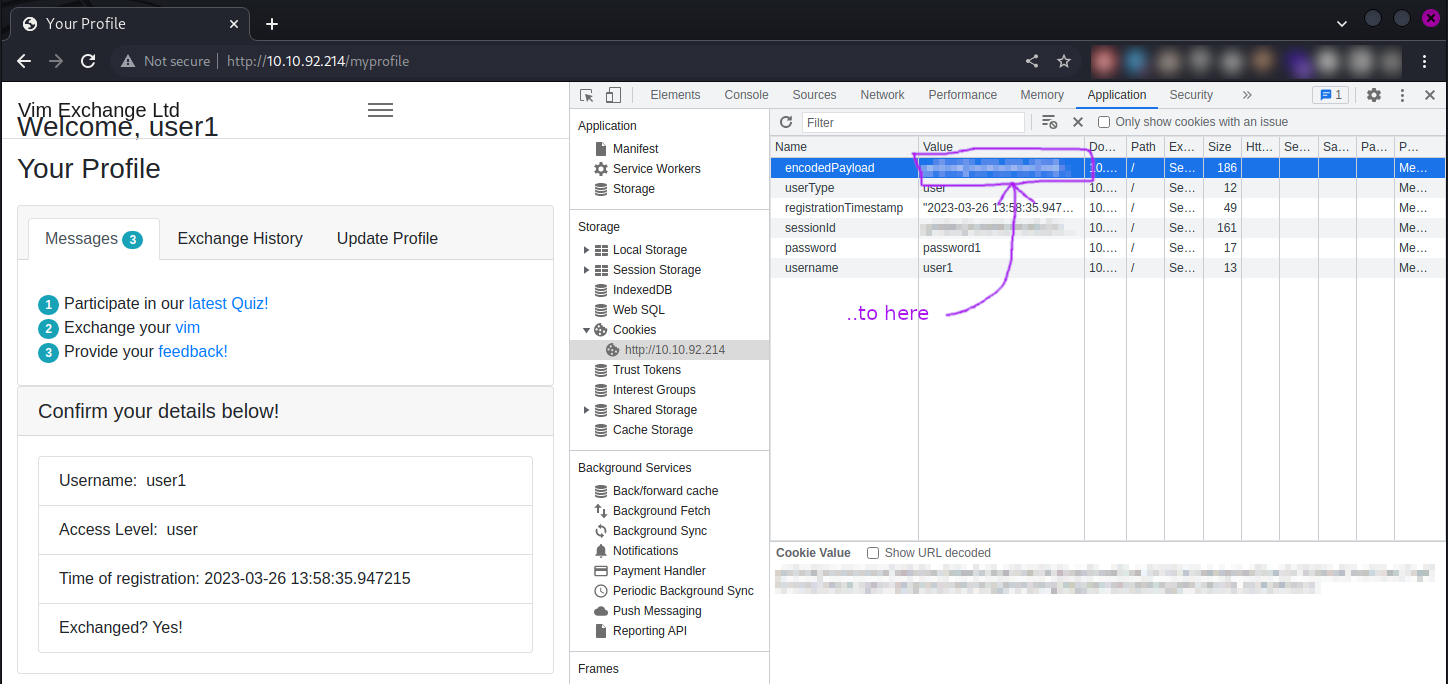 Your Profile
Not secure http://10.10.92.214/myprofile
Vim Exchange Ltd
Welcome, user1
Your Profile
Messages 3 Exchange History Update Profile
1 Participate in our latest Quiz!
2 Exchange your vim
3 Provide your feedback!
Confirm your details below!
Username: user1
Access Level: user
Time of registration: 2023-03-26 13:58:35.947215
Exchanged? Yes!
Elements Console Sources Network Performance Memory Application Security 1
Application
Manifest
Service Workers
Storage
Storage
Local Storage
Session Storage
IndexedDB
Web SQL
Cookies
http://10.10.92.214
Trust Tokens
Interest Groups
Shared Storage
Cache Storage
Background Services
Back/forward cache
Background Fetch
Background Sync
Notifications
Payment Handler
Periodic Background Sync
Push Messaging
Reporting API
Frames
Filter Only show cookies with an issue
Name Value Do... Path Ex... Size Htt... Se... Sa... Pa... P...
encodedPayload 10.... / Se... 186 Me...
userType user 10.... / Se... 12 Me...
registrationTimestamp "2023-03-26 13:58:35.947... 10.... / Se... 49 Me...
sessionId 10.... / Se... 161 Me...
password password1 10.... / Se... 17 Me...
username user1 10.... / Se... 13 Me...
..to here
Cookie Value Show URL decoded